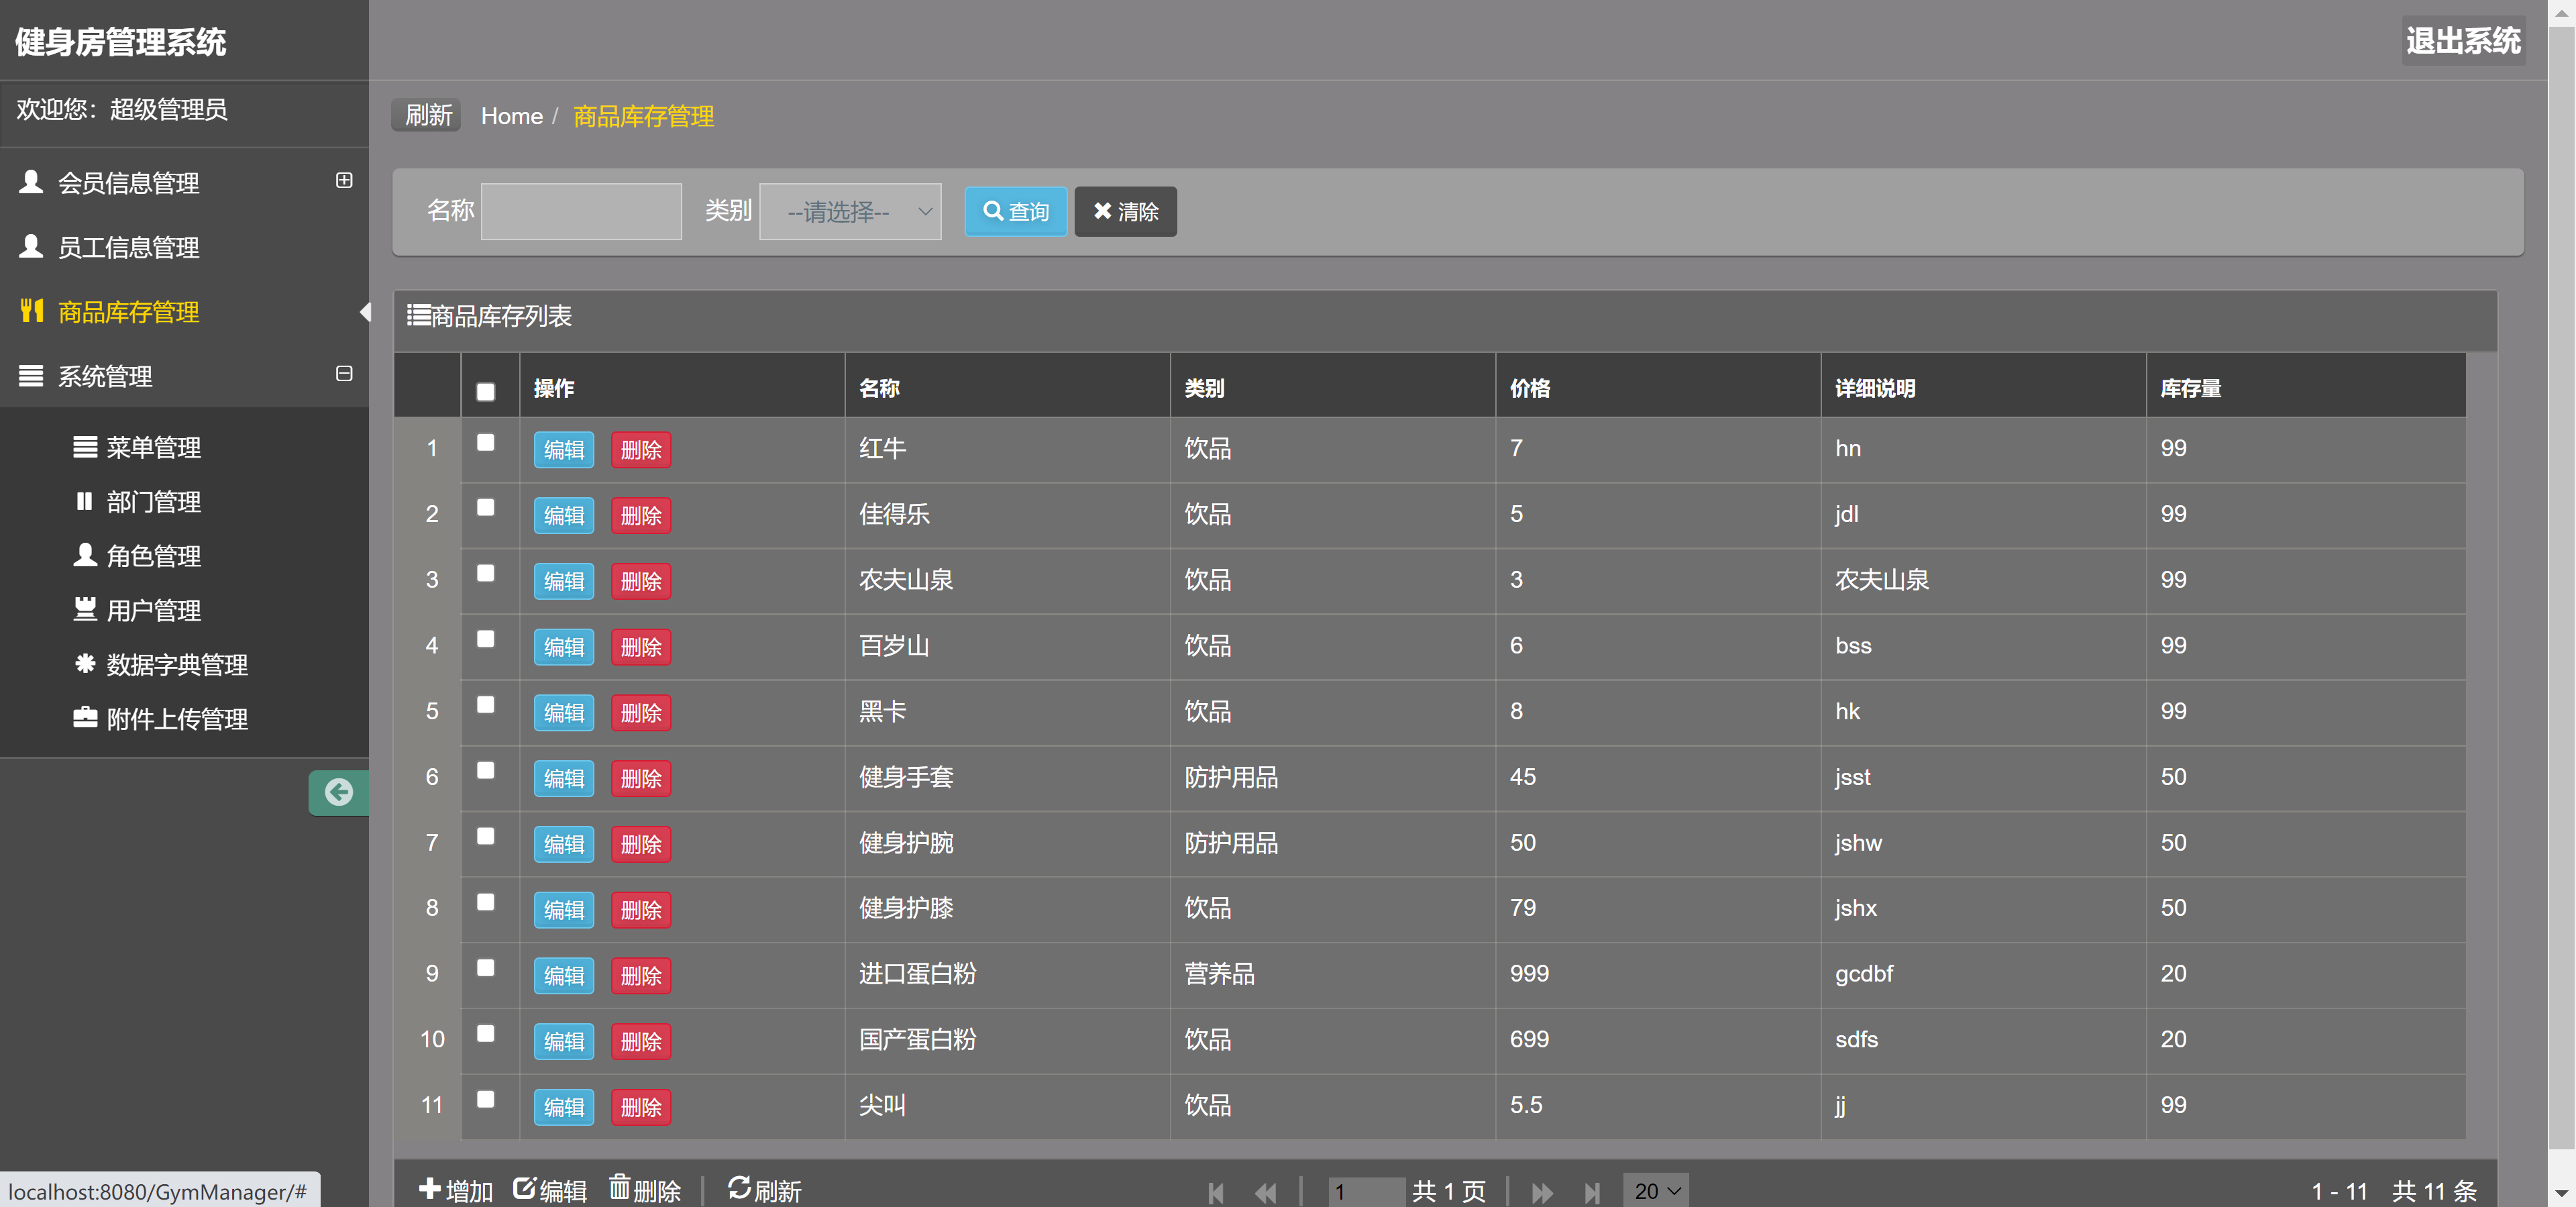 健身房管理系统
退出系统
欢迎您：超级管理员
会员信息管理
员工信息管理
商品库存管理
系统管理
菜单管理
部门管理
角色管理
用户管理
数据字典管理
附件上传管理
刷新 Home / 商品库存管理
名称 类别 --请选择-- 查询 清除
商品库存列表
操作 名称 类别 价格 详细说明 库存量
1 编辑 删除 红牛 饮品 7 hn 99
2 编辑 删除 佳得乐 饮品 5 jdl 99
3 编辑 删除 农夫山泉 饮品 3 农夫山泉 99
4 编辑 删除 百岁山 饮品 6 bss 99
5 编辑 删除 黑卡 饮品 8 hk 99
6 编辑 删除 健身手套 防护用品 45 jsst 50
7 编辑 删除 健身护腕 防护用品 50 jshw 50
8 编辑 删除 健身护膝 饮品 79 jshx 50
9 编辑 删除 进口蛋白粉 营养品 999 gcdbf 20
10 编辑 删除 国产蛋白粉 饮品 699 sdfs 20
11 编辑 删除 尖叫 饮品 5.5 jj 99
增加 编辑 删除 刷新 1 共 1 页 20 1 - 11 共 11 条
localhost:8080/GymManager/#